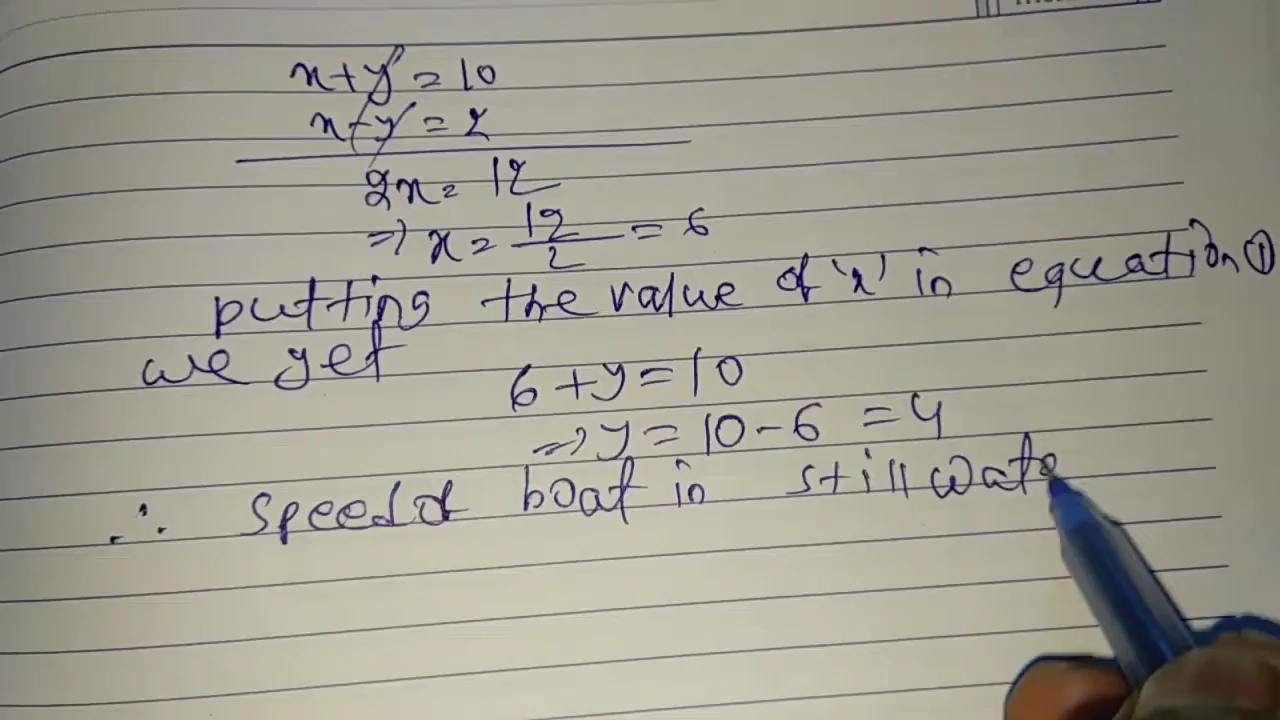 x+y=10
x-y=2
2x=12
⇒ x=12/2=6
putting the value of 'x' in equation ①
we get
6+y=10
⇒y=10-6=4
∴ speed of boat in still wate